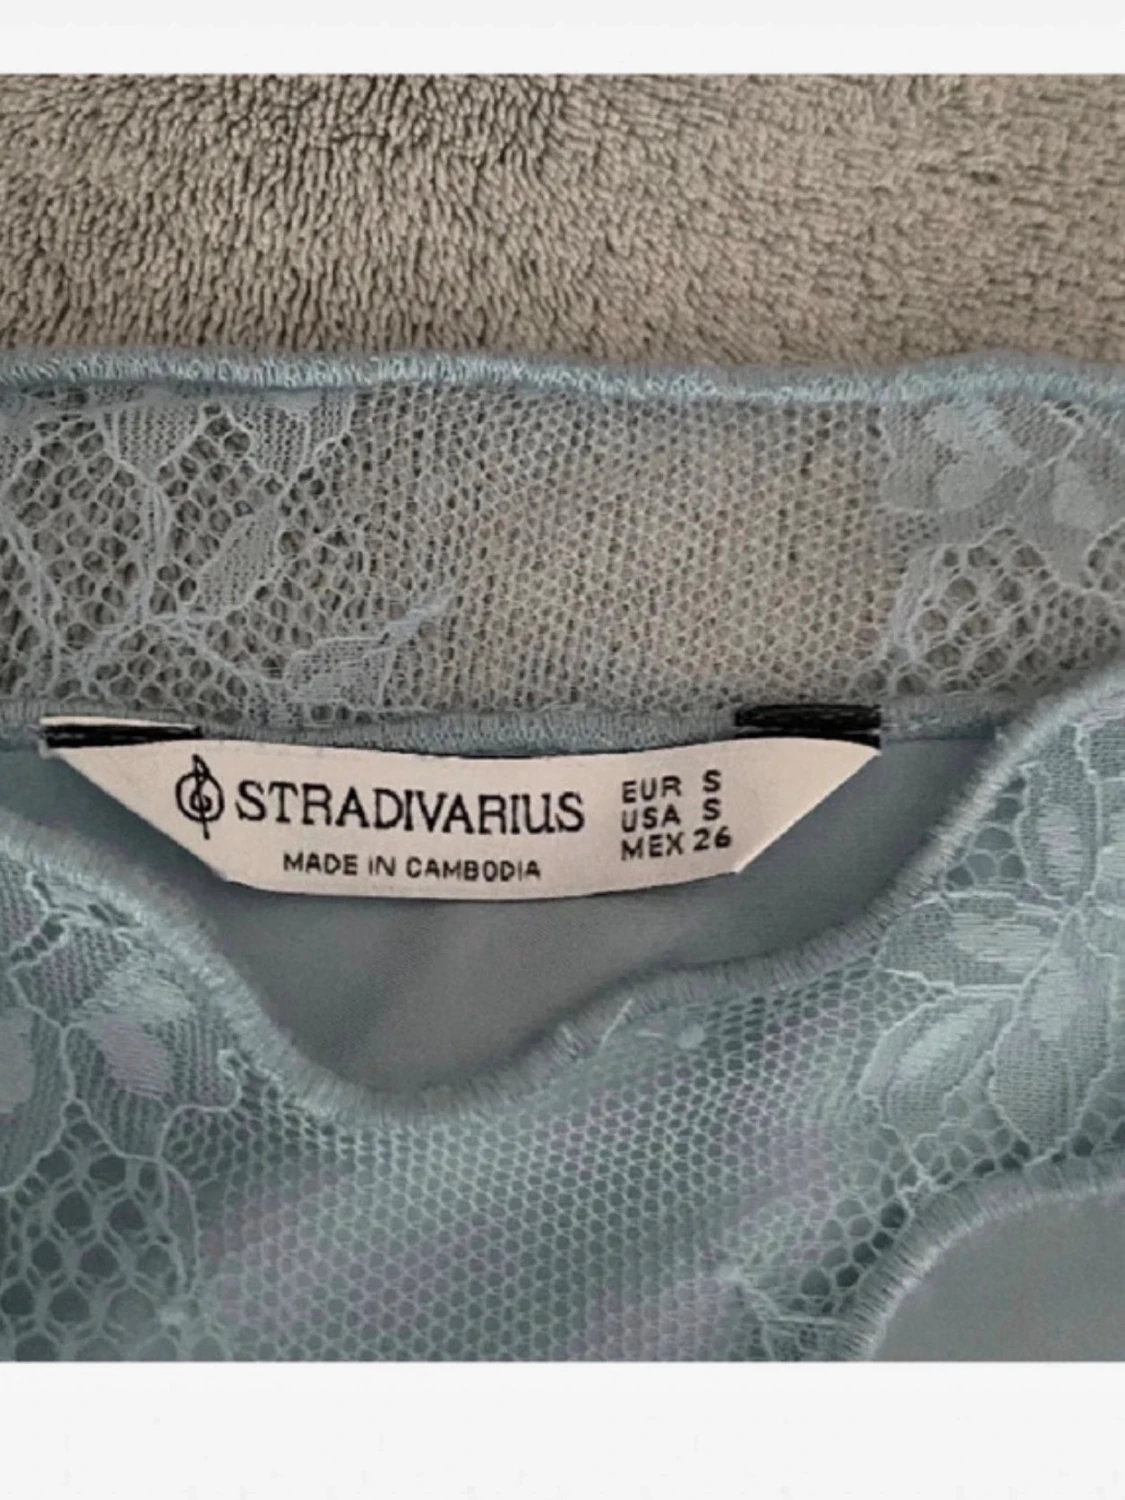 STRADIVARIUS
MADE IN CAMBODIA
EUR S
USA S
MEX 26